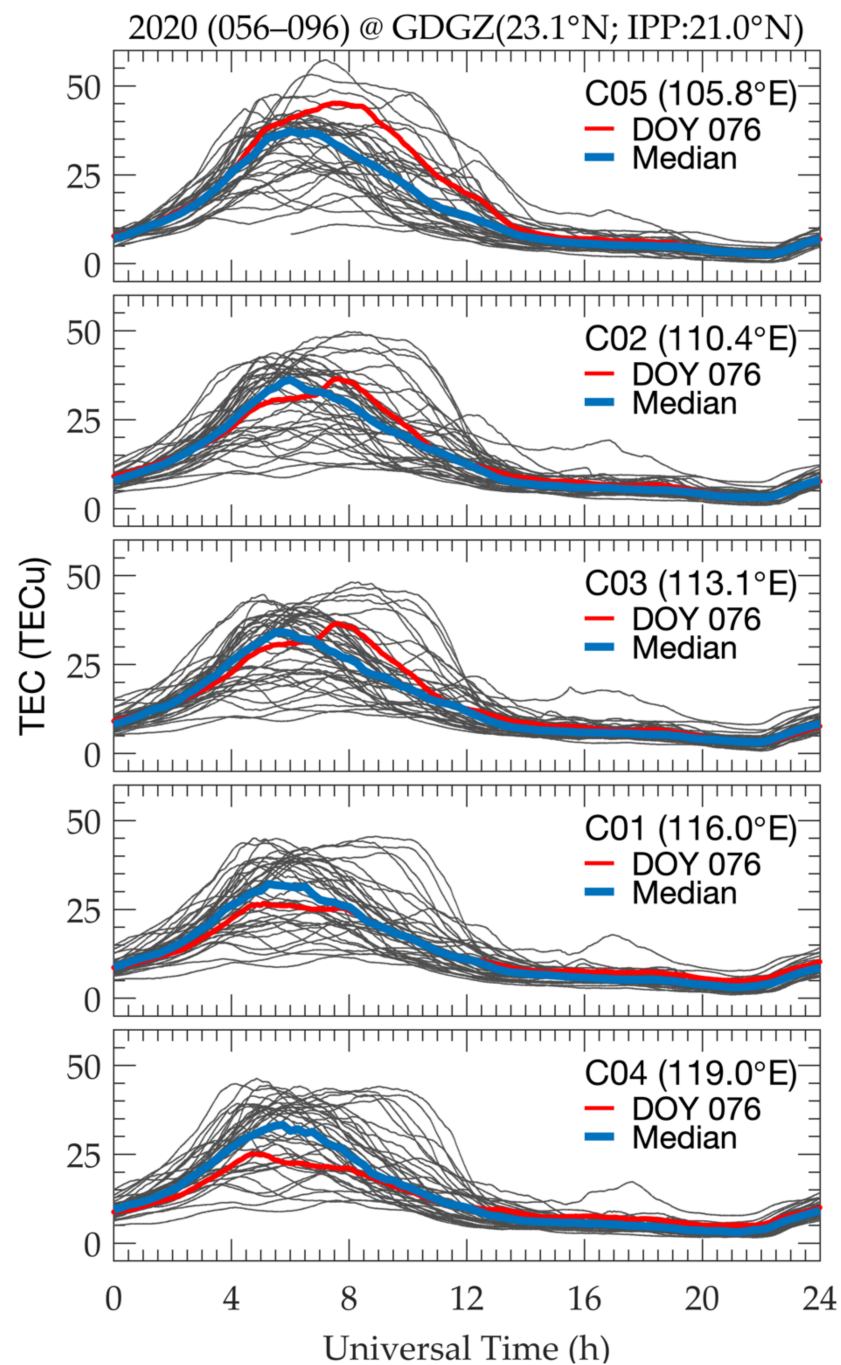 2020 (056–096) @ GDGZ(23.1°N; IPP:21.0°N)
50
25
0
C05 (105.8°E)
DOY 076
Median
50
25
0
C02 (110.4°E)
DOY 076
Median
50
25
0
C03 (113.1°E)
DOY 076
Median
50
25
0
C01 (116.0°E)
DOY 076
Median
50
25
0
C04 (119.0°E)
DOY 076
Median
TEC (TECu)
0 4 8 12 16 20 24
Universal Time (h)